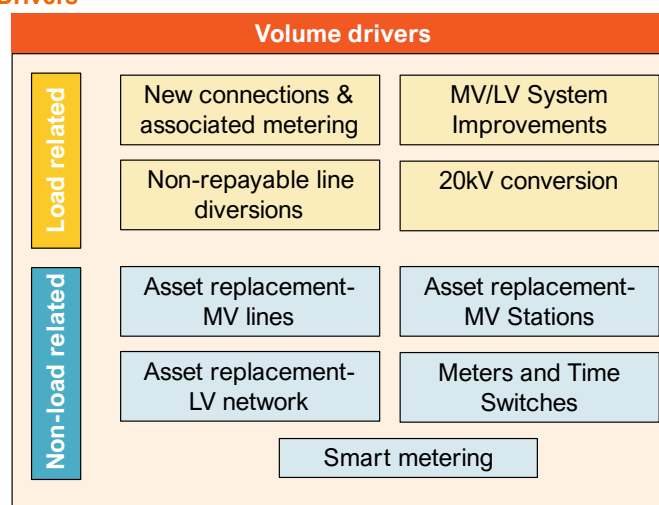 Drivers
Volume drivers
Load related
New connections &
associated metering
MV/LV System
Improvements
Non-repayable line
diversions
20kV conversion
Non-load related
Asset replacement-
MV lines
Asset replacement-
MV Stations
Asset replacement-
LV network
Meters and Time
Switches
Smart metering